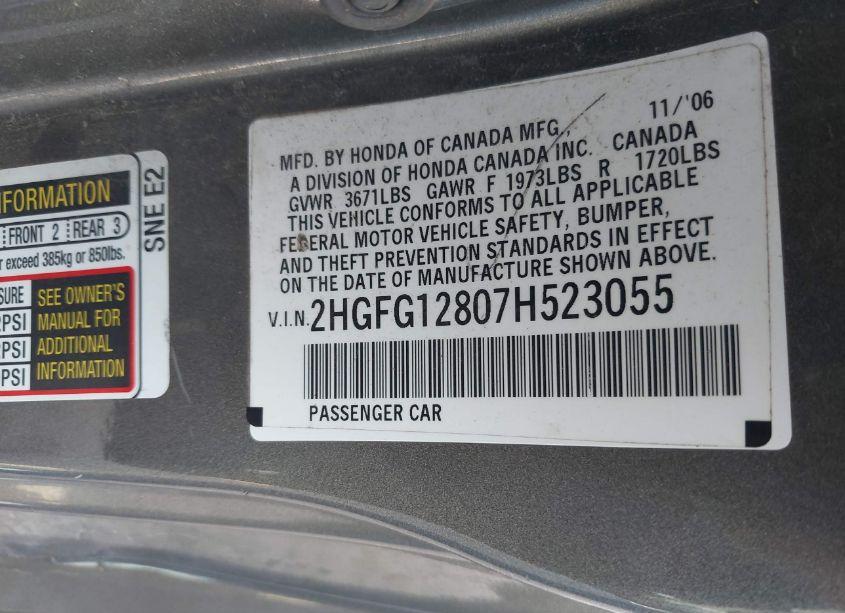 NFORMATION
FRONT 2 REAR 3
r exceed 385kg or 850lbs.
SURE
PSI
PSI
PSI
SEE OWNER'S
MANUAL FOR
ADDITIONAL
INFORMATION
SNE E2
11/'06
MFD. BY HONDA OF CANADA MFG.,
A DIVISION OF HONDA CANADA INC. CANADA
GVWR 3671LBS GAWR F 1973LBS R 1720LBS
THIS VEHICLE CONFORMS TO ALL APPLICABLE
FEDERAL MOTOR VEHICLE SAFETY, BUMPER,
AND THEFT PREVENTION STANDARDS IN EFFECT
ON THE DATE OF MANUFACTURE SHOWN ABOVE.
V.I.N. 2HGFG12807H523055
PASSENGER CAR